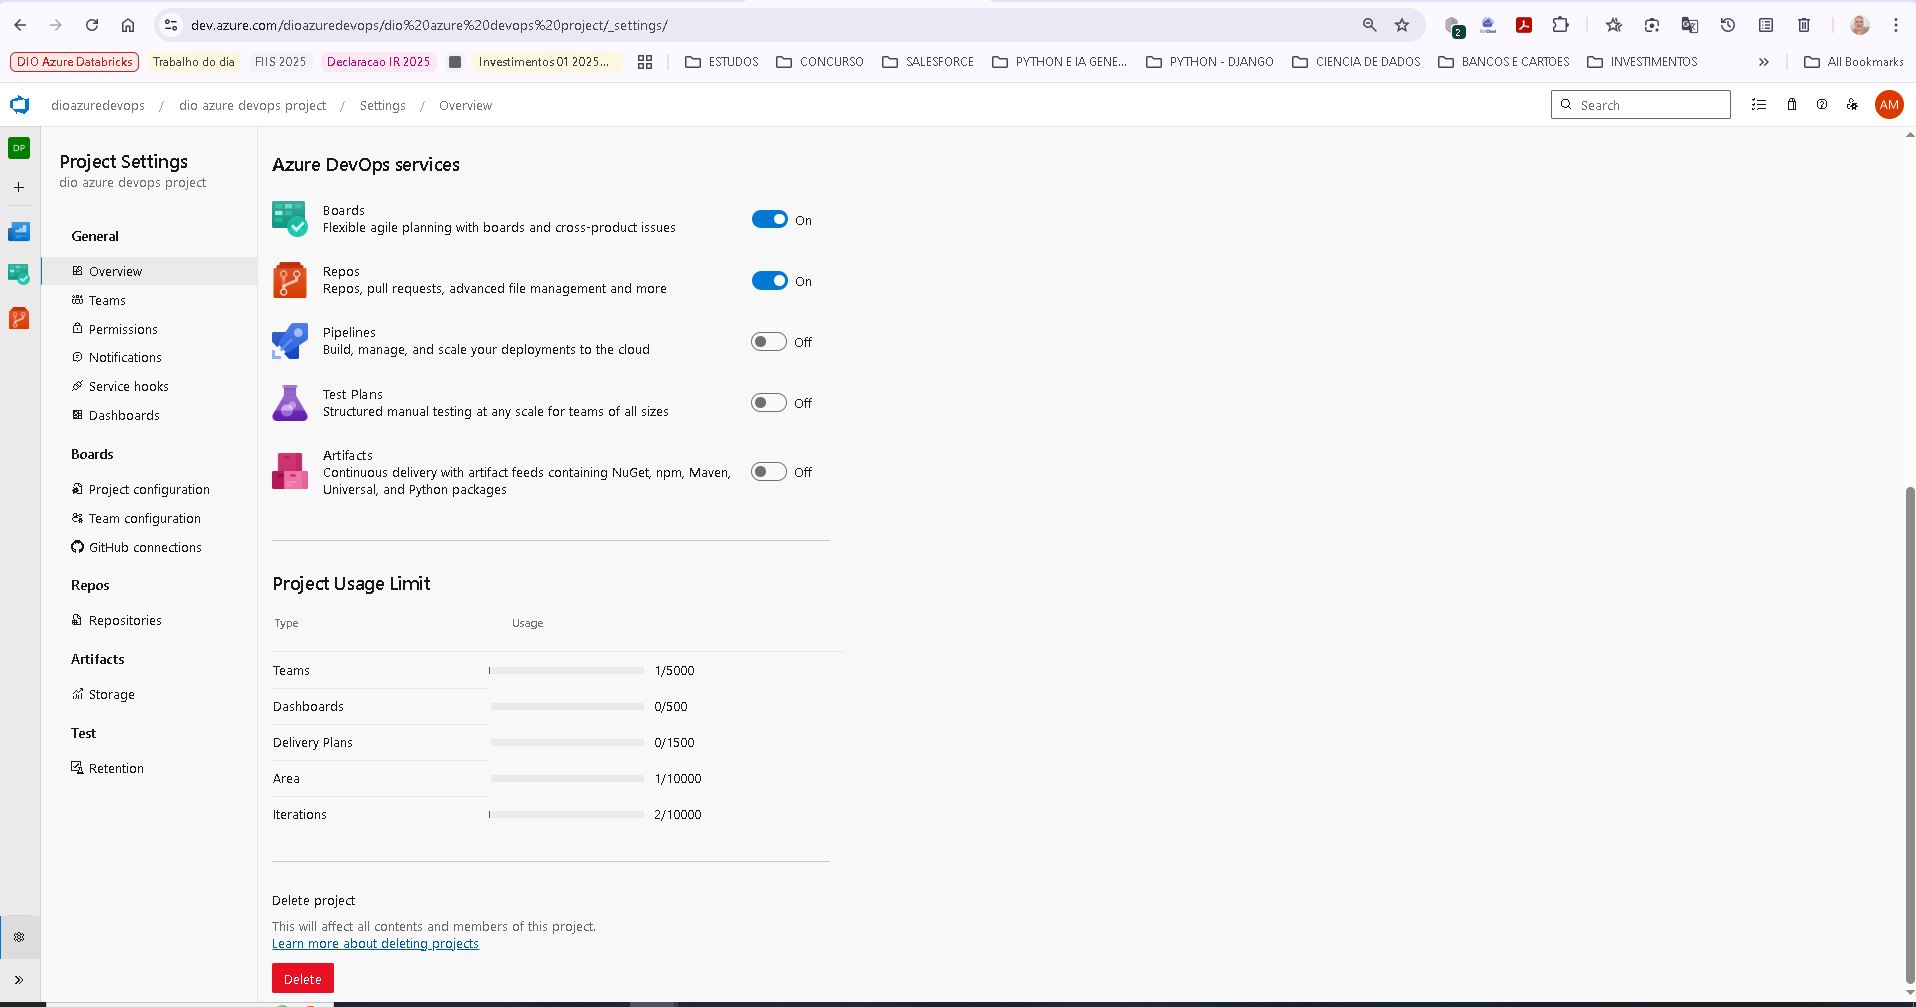 dev.azure.com/dioazuredevops/dio%20azure%20devops%20project/_settings/
2
DIO Azure Databricks
Trabalho do dia
FIIS 2025
Declaracao IR 2025
Investimentos 01 2025...
ESTUDOS
CONCURSO
SALESFORCE
PYTHON E IA GENE...
PYTHON - DJANGO
CIENCIA DE DADOS
BANCOS E CARTOES
INVESTIMENTOS
All Bookmarks
dioazuredevops / dio azure devops project / Settings / Overview
Search
AM
DP
Project Settings
dio azure devops project
General
Overview
Teams
Permissions
Notifications
Service hooks
Dashboards
Boards
Project configuration
Team configuration
GitHub connections
Repos
Repositories
Artifacts
Storage
Test
Retention
Azure DevOps services
Boards
Flexible agile planning with boards and cross-product issues
On
Repos
Repos, pull requests, advanced file management and more
On
Pipelines
Build, manage, and scale your deployments to the cloud
Off
Test Plans
Structured manual testing at any scale for teams of all sizes
Off
Artifacts
Continuous delivery with artifact feeds containing NuGet, npm, Maven,
Universal, and Python packages
Off
Project Usage Limit
Type Usage
Teams 1/5000
Dashboards 0/500
Delivery Plans 0/1500
Area 1/10000
Iterations 2/10000
Delete project
This will affect all contents and members of this project.
Learn more about deleting projects
Delete